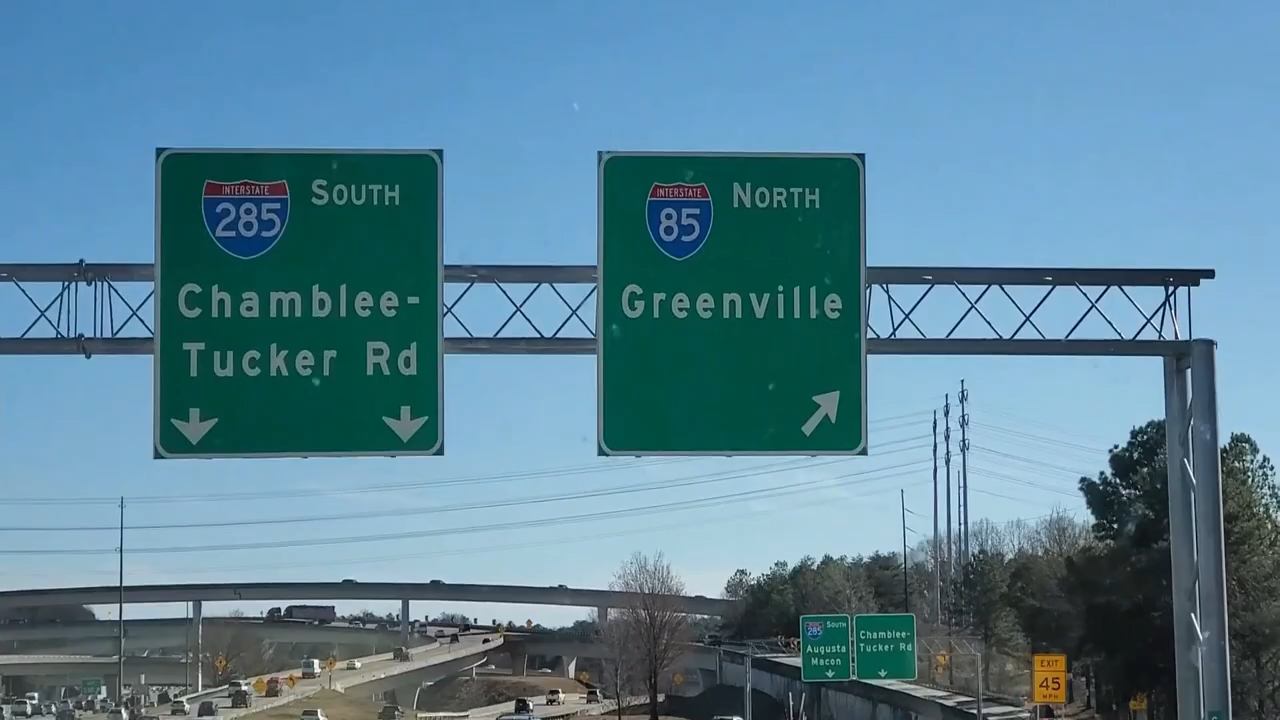 INTERSTATE
285
SOUTH
Chamblee-
Tucker Rd
INTERSTATE
85
NORTH
Greenville
285
SOUTH
Augusta
Macon
Chamblee-
Tucker Rd
EXIT
45
MPH